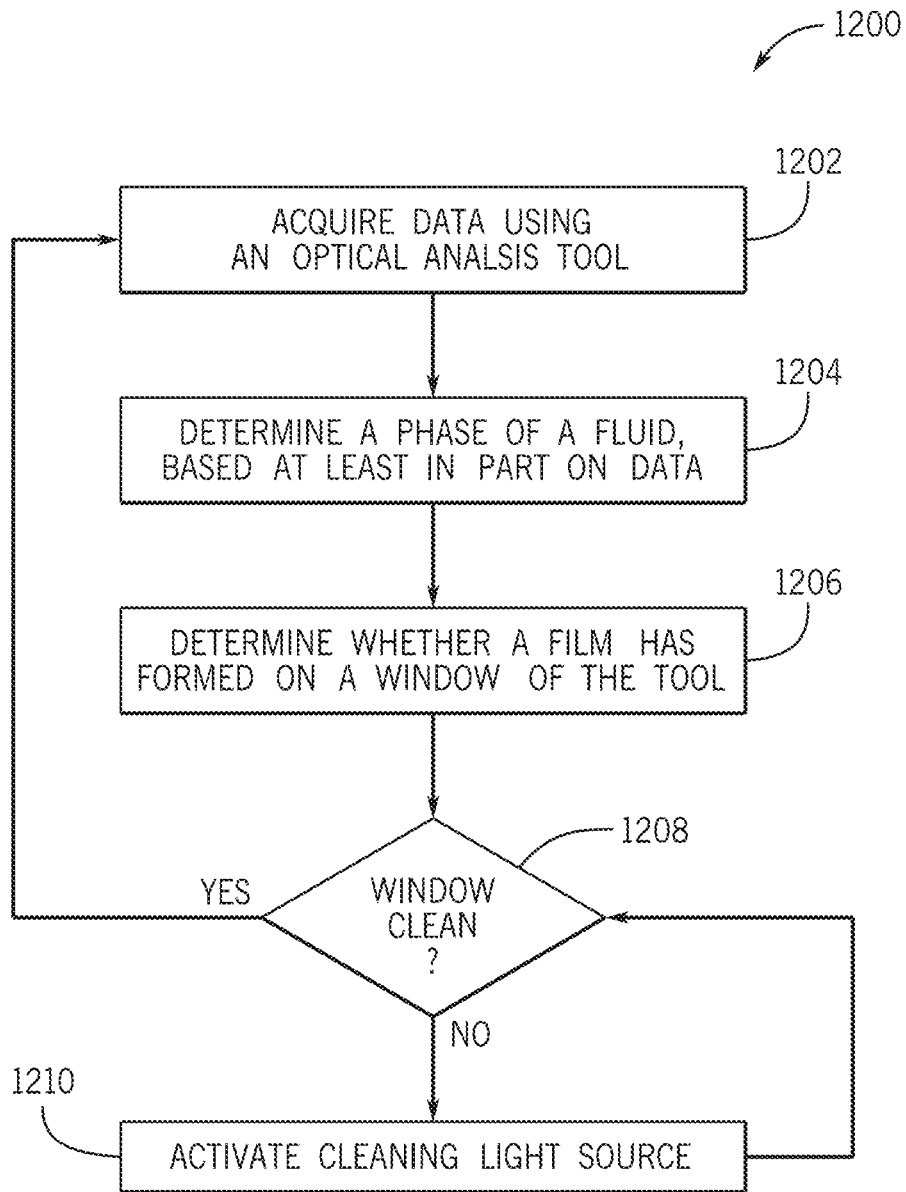 1200
1202
ACQUIRE DATA USING
AN OPTICAL ANALSIS TOOL
1204
DETERMINE A PHASE OF A FLUID,
BASED AT LEAST IN PART ON DATA
1206
DETERMINE WHETHER A FILM HAS
FORMED ON A WINDOW OF THE TOOL
1208
YES
WINDOW
CLEAN
?
NO
1210
ACTIVATE CLEANING LIGHT SOURCE